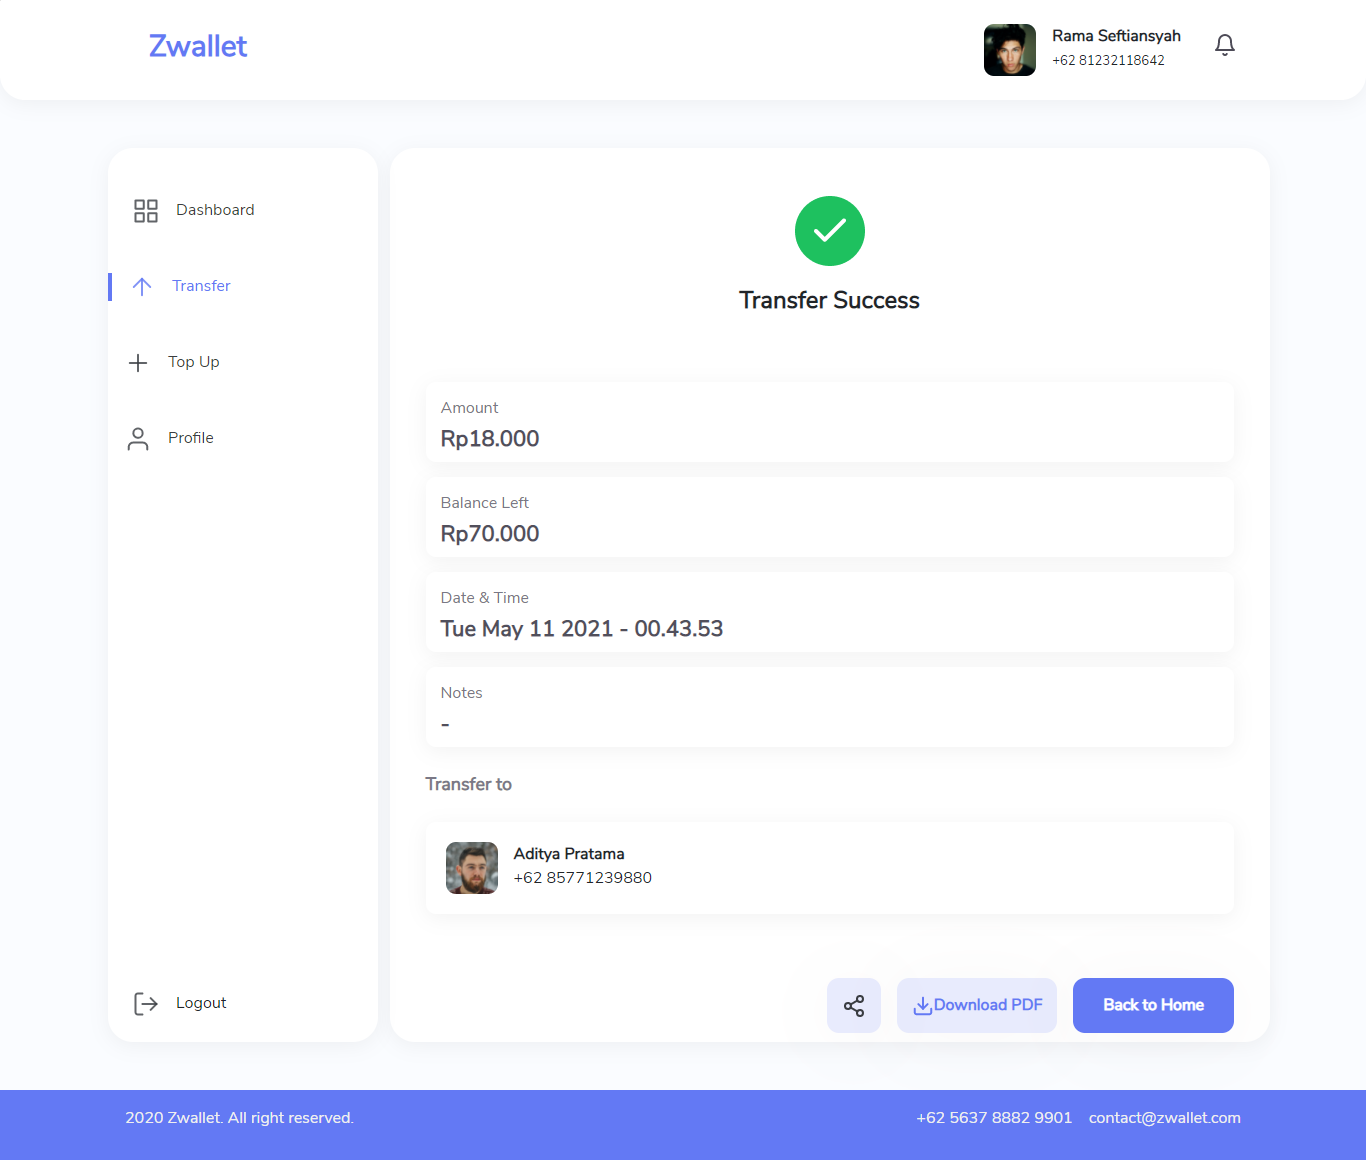 Zwallet
Rama Seftiansyah
+62 81232118642
Dashboard
Transfer
Top Up
Profile
Logout
Transfer Success
Amount
Rp18.000
Balance Left
Rp70.000
Date & Time
Tue May 11 2021 - 00.43.53
Notes
-
Transfer to
Aditya Pratama
+62 85771239880
Download PDF
Back to Home
2020 Zwallet. All right reserved.
+62 5637 8882 9901 contact@zwallet.com